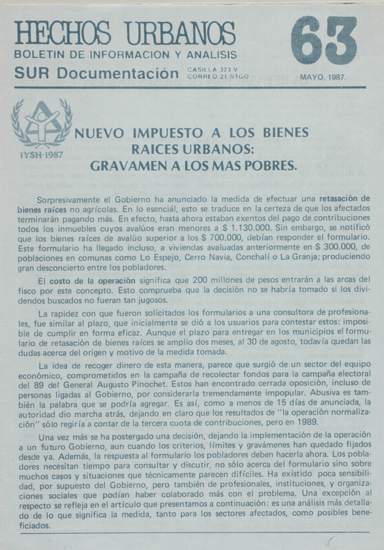 HECHOS URBANOS
BOLETIN DE INFORMACION Y ANALISIS
SUR Documentación
CASILLA 323 V
CORREO 21 STGO
63
MAYO, 1987.
IYSH-1987
NUEVO IMPUESTO A LOS BIENES
RAICES URBANOS:
GRAVAMEN A LOS MAS POBRES.
Sorpresivamente el Gobierno ha anunciado la medida de efectuar una retasación de
bienes raíces no agrícolas. En lo esenciál, esto se traduce en la certeza de que los afectados
terminarán pagando más. En efecto, hasta ahora estaban exentos del pago de contribuciones
todos los inmuebles cuyos avalúos eran menores a $ 1.130.000. Sin embargo, se notificó
que los bienes raíces de avalúo superior a los $ 700.000, debían responder el formulario.
Este formulario ha llegado incluso, a viviendas avaluadas anteriormente en $ 300.000, de
poblaciones en comunas como Lo Espejo, Cerro Navia, Conchalí o La Granja; produciendo
gran desconcierto entre los pobladores.
El costo de la operación significa que 200 millones de pesos entrarán a las arcas del
fisco por este concepto. Esto comprueba que la decisión no se habría tomado si los divi-
dendos buscados no fueran tan jugosos.
La rapidez con que fueron solicitados los formularios a una consultora de profesiona-
les, fue similar al plazo, que inicialmente se dió a los usuarios para contestar estos: imposi-
ble de cumplir en forma eficaz. Aunque el plazo para entregar en los municipios el formu-
lario de retasación de bienes raíces se amplio dos meses, al 30 de agosto, todavía quedan las
dudas acerca del origen y motivo de la medida tomada.
La idea de recoger dinero de esta manera, parece que surgió de un sector del equipo
económico, comprometidos en la campaña de recolectar fondos para la campaña electoral
del 89 del General Augusto Pinochet. Estos han encontrado cerrada oposición, incluso de
personas ligadas al Gobierno, por considerarla tremendamente impopular. Abusiva es tam-
bién la palabra que se podría agregar. Es así, como a menos de 15 días de anunciada, la
autoridad dio marcha atrás, dejando en claro que los resultados de "la operación normaliza-
ción" sólo regiría a contar de la tercera cuota de contribuciones, pero en 1989.
Una vez más se ha postergado una decisión, dejando la implementación de la operación
a un futuro Gobierno, aun cuando los criterios, límites y gravámenes han quedado fijados
desde ya. Además, la respuesta al formulario los pobladores deben hacerla ahora. Los pobla-
dores necesitan tiempo para consultar y discutir, no sólo acerca del formulario sino sobre
muchos casos y situaciones que técnicamente parecen difíciles. Ha existido poca sensibili-
dad, por supuesto del Gobierno, pero también de profesionales, instituciones, y organiza-
ciones sociales que podían haber colaborado más con el problema. Una excepción al
respecto se refleja en el artículo que presentamos a continuación: es una análisis más detalla-
do de lo que significa la medida, tanto para los sectores afectados, como posibles bene-
ficiados.